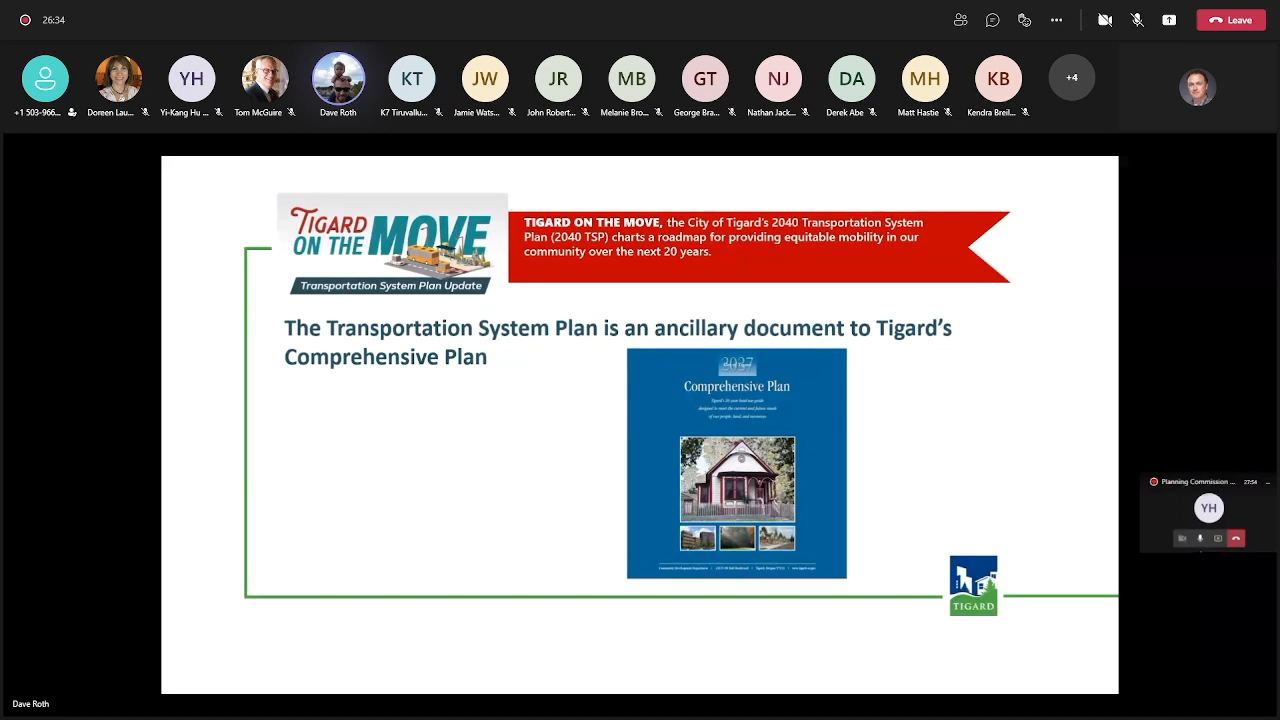 26:34
Leave
YH
KT
JW
JR
MB
GT
NJ
DA
MH
KB
+4
+1 503-966...
Doreen Lau...
Yi-Kang Hu ...
Tom McGuire
Dave Roth
K7 Tiruvallu...
Jamie Wats...
John Robert...
Melanie Bro...
George Bra...
Nathan Jack...
Derek Abe
Matt Hastie
Kendra Breil...
TIGARD
ON THE MOVE
Transportation System Plan Update
TIGARD ON THE MOVE, the City of Tigard's 2040 Transportation System
Plan (2040 TSP) charts a roadmap for providing equitable mobility in our
community over the next 20 years.
The Transportation System Plan is an ancillary document to Tigard's
Comprehensive Plan
2027
Comprehensive Plan
Planning Commission ... 27:54 ...
YH
TIGARD
Dave Roth